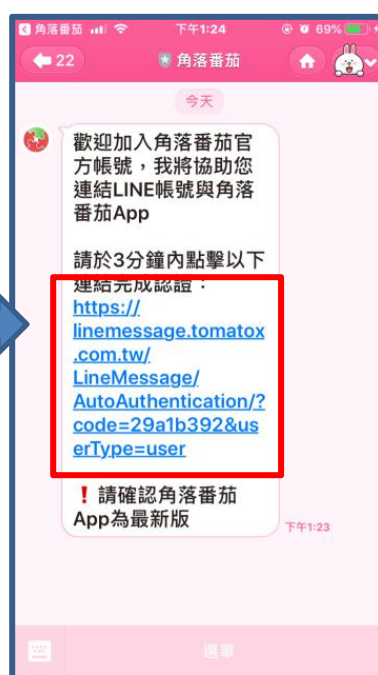 角落番茄 下午1:24 69%
22 角落番茄
今天
歡迎加入角落番茄官
方帳號，我將協助您
連結LINE帳號與角落
番茄App
請於3分鐘內點擊以下
連結完成認證：
https://
linemessage.tomatox
.com.tw/
LineMessage/
AutoAuthentication/?
code=29a1b392&us
erType=user
❗請確認角落番茄
App為最新版
下午1:23
選單